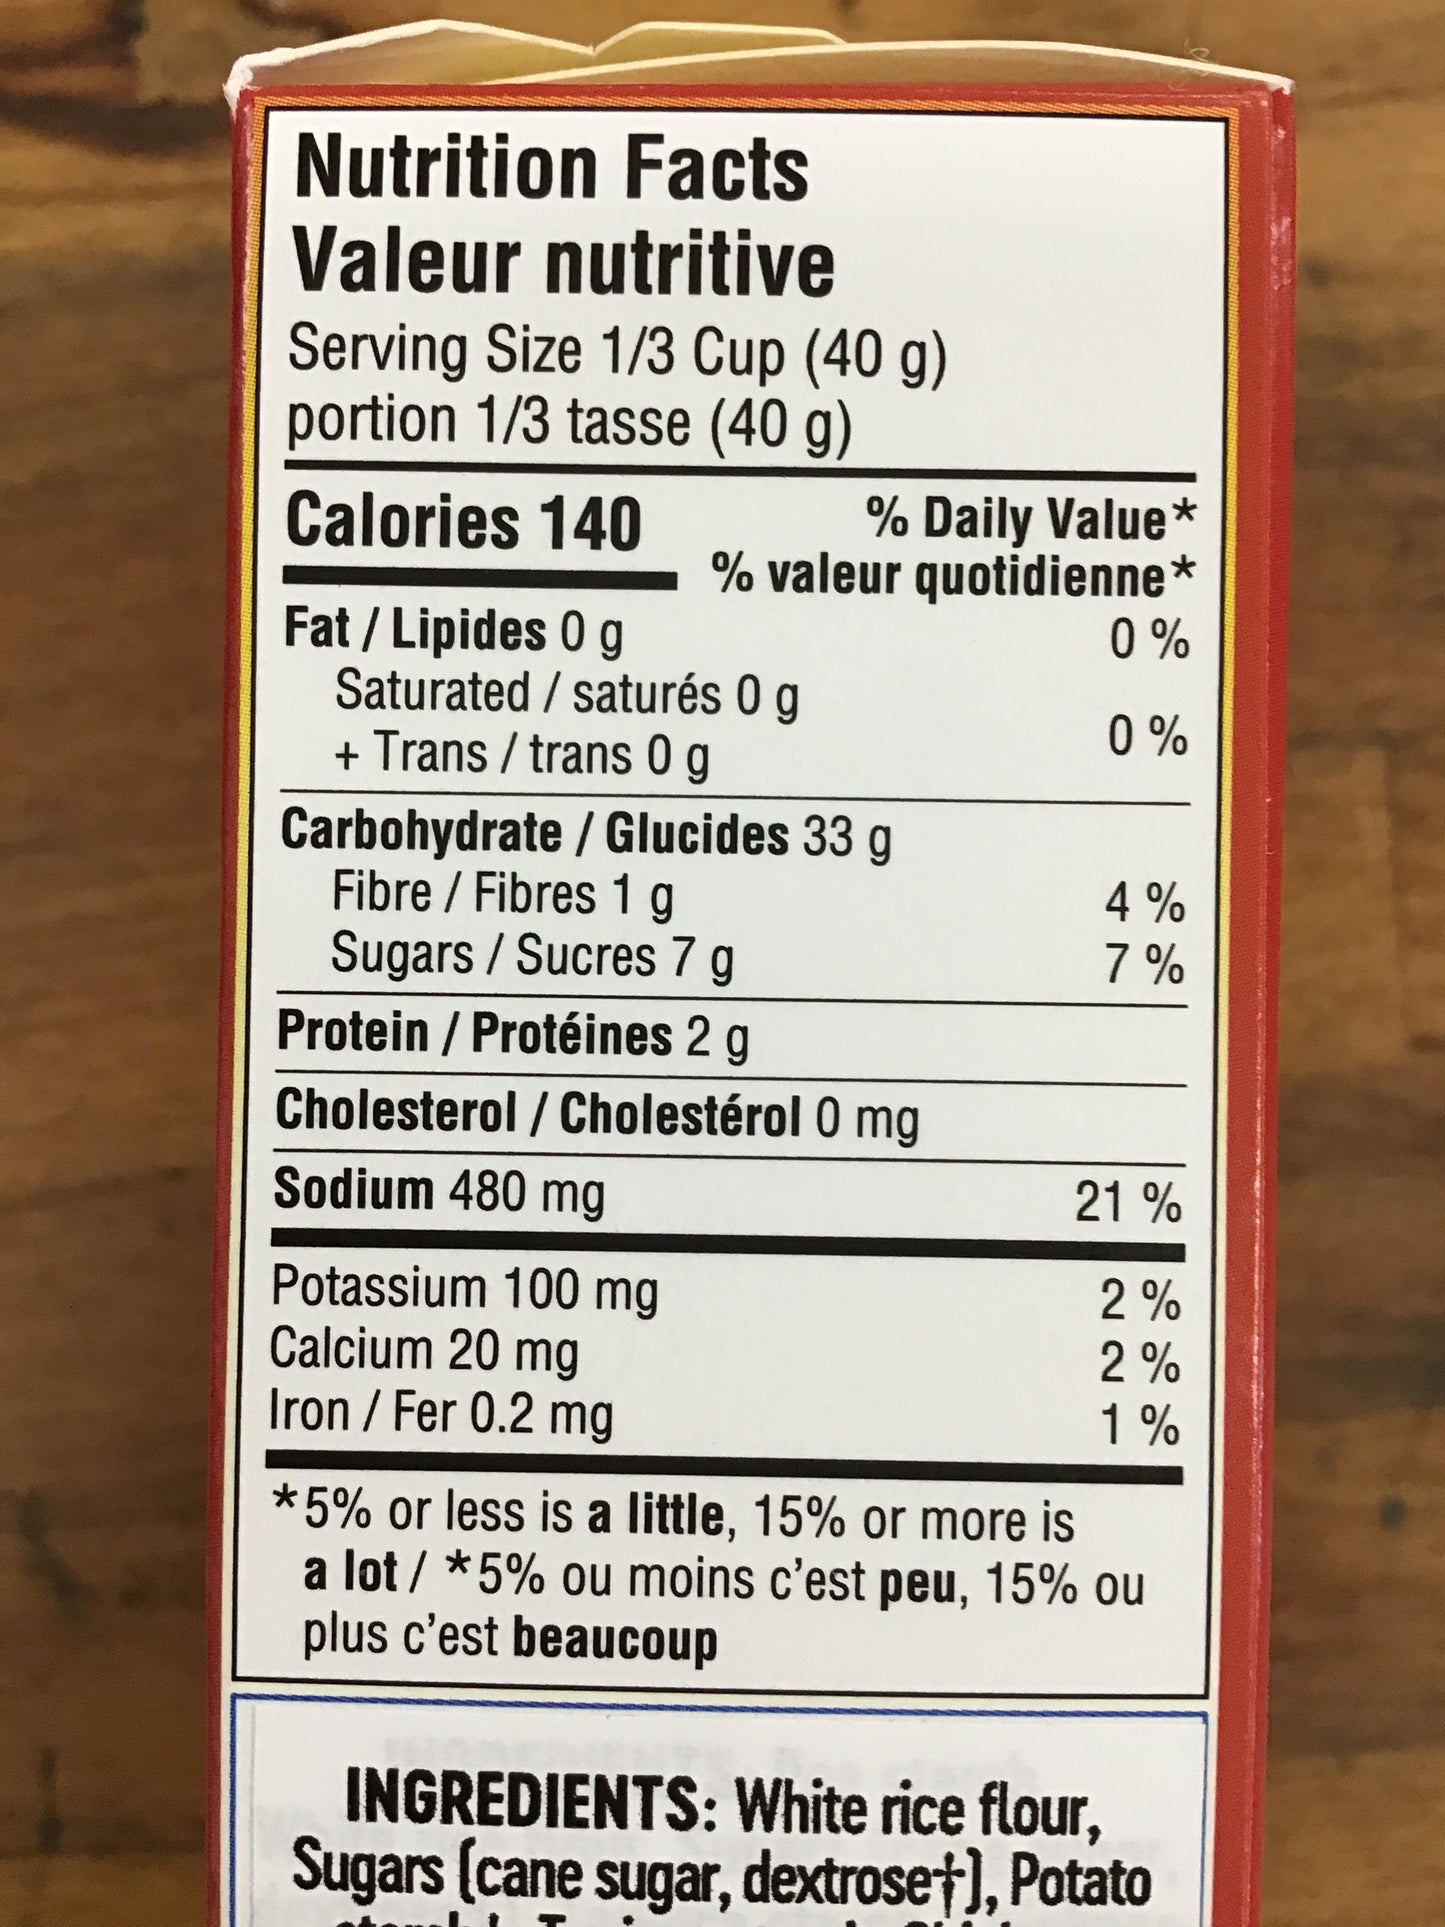 Nutrition Facts
Valeur nutritive
Serving Size 1/3 Cup (40 g)
portion 1/3 tasse (40 g)
Calories 140
% Daily Value*
% valeur quotidienne*
Fat / Lipides 0 g 0 %
Saturated / saturés 0 g
+ Trans / trans 0 g 0 %
Carbohydrate / Glucides 33 g
Fibre / Fibres 1 g 4 %
Sugars / Sucres 7 g 7 %
Protein / Protéines 2 g
Cholesterol / Cholestérol 0 mg
Sodium 480 mg 21 %
Potassium 100 mg 2 %
Calcium 20 mg 2 %
Iron / Fer 0.2 mg 1 %
*5% or less is a little, 15% or more is
a lot / *5% ou moins c’est peu, 15% ou
plus c’est beaucoup
INGREDIENTS: White rice flour,
Sugars (cane sugar, dextrose†), Potato